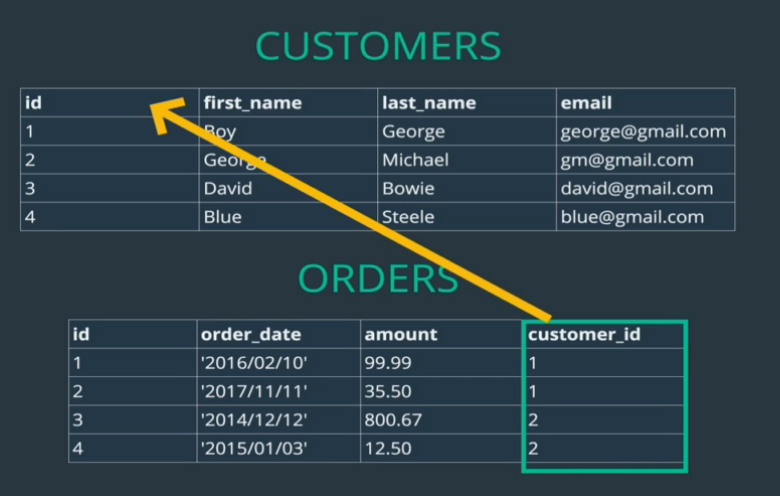 CUSTOMERS
id first_name last_name email
1 Boy George george@gmail.com
2 George Michael gm@gmail.com
3 David Bowie david@gmail.com
4 Blue Steele blue@gmail.com
ORDERS
id order_date amount customer_id
1 '2016/02/10' 99.99 1
2 '2017/11/11' 35.50 1
3 '2014/12/12' 800.67 2
4 '2015/01/03' 12.50 2